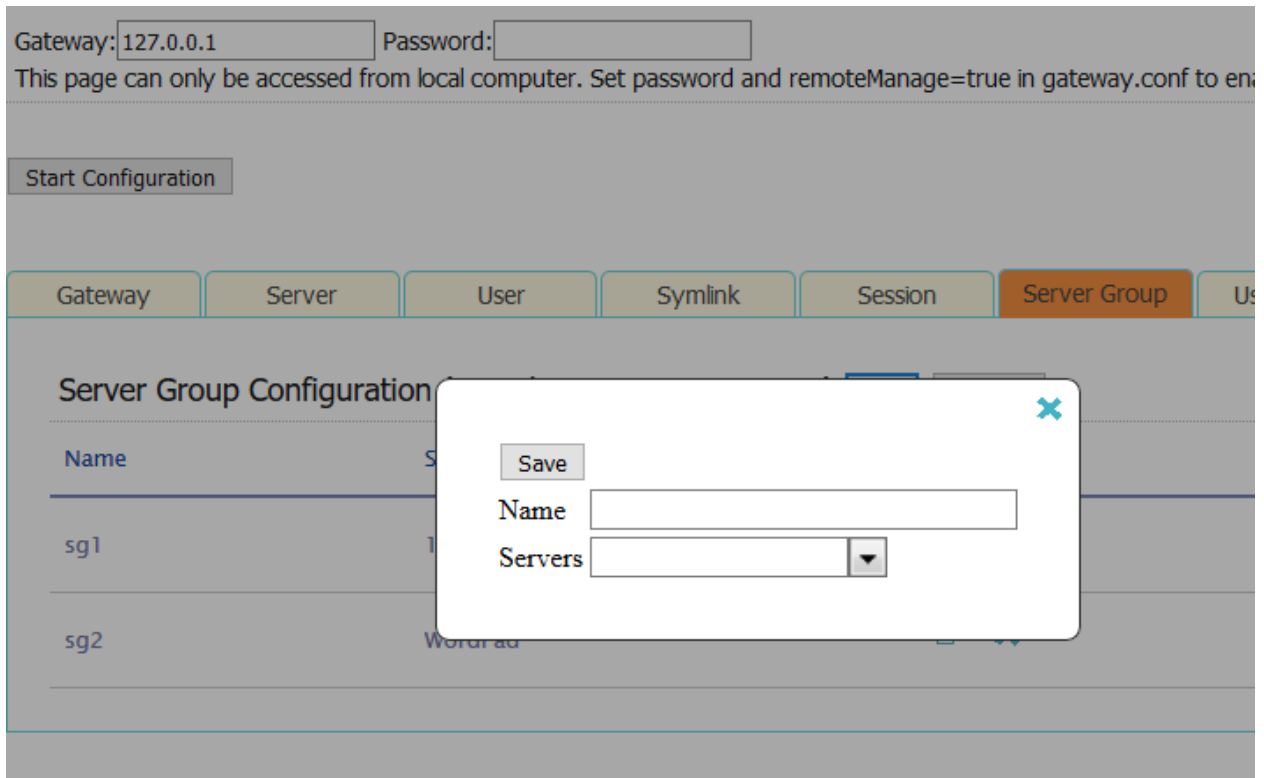 Gateway: 127.0.0.1 Password:
This page can only be accessed from local computer. Set password and remoteManage=true in gateway.conf to
Start Configuration
Gateway Server User Symlink Session Server Group
Server Group Configuration
Name
Save
Name
Servers
sg1
sg2 WordPad